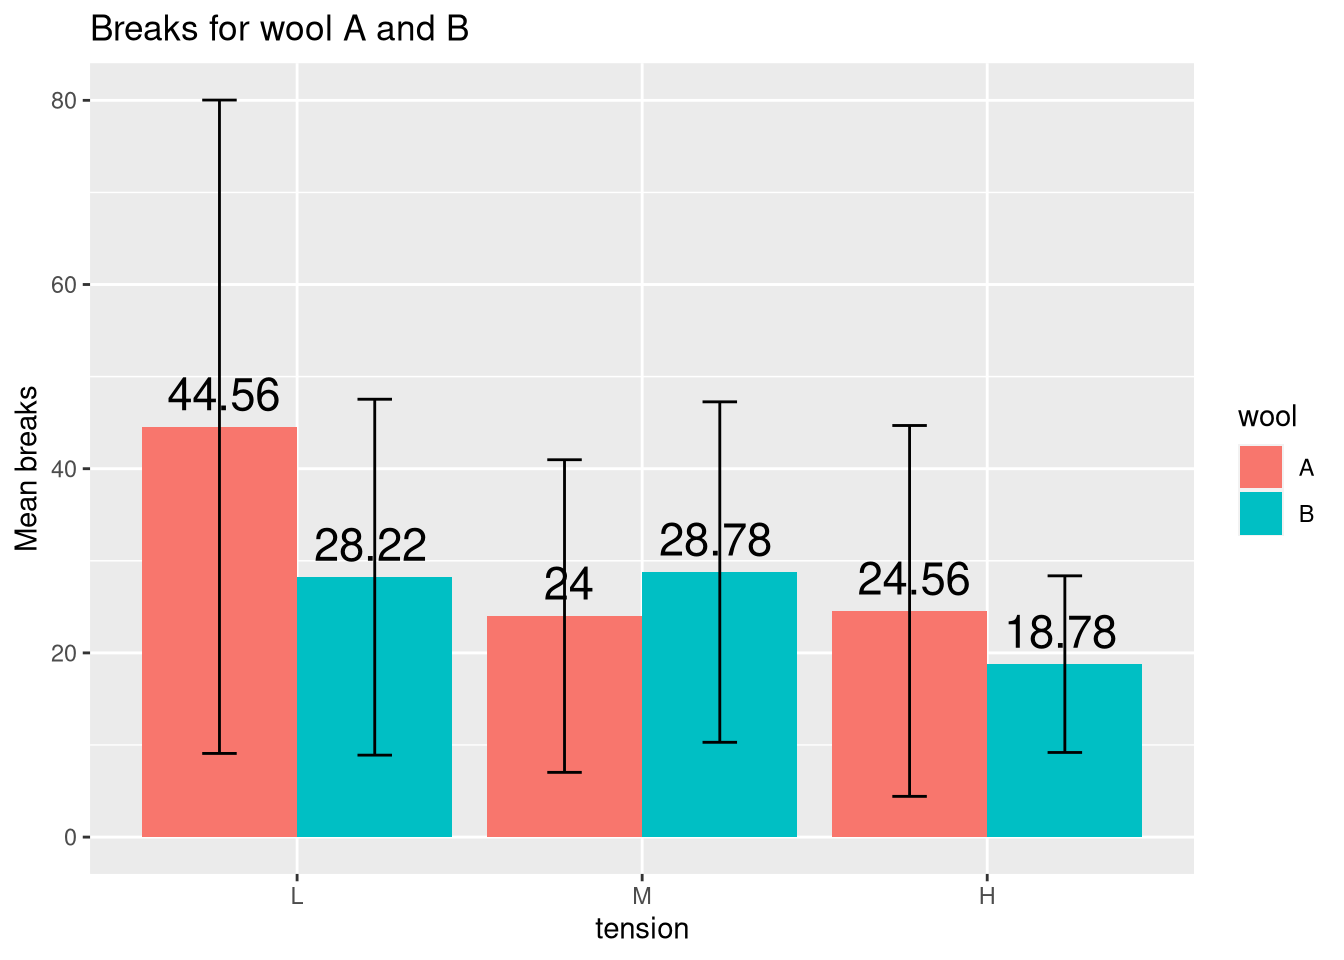 Breaks for wool A and B
Mean breaks
80
60
40
20
0
44.56
28.22
24
28.78
24.56
18.78
L M H
tension
wool
A
B